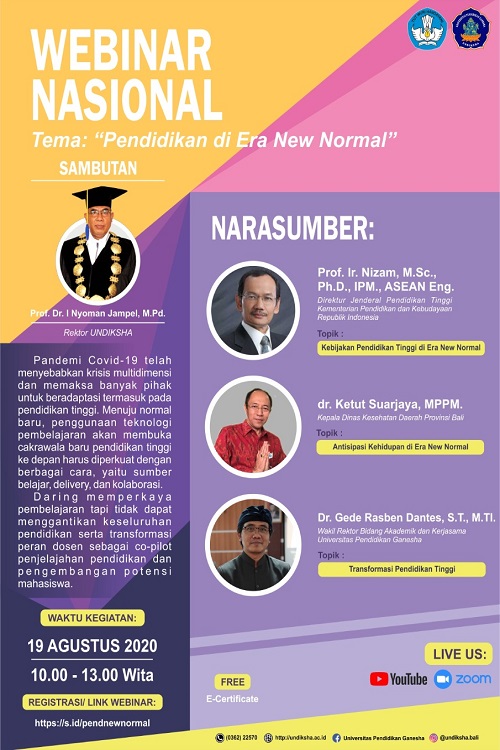 WEBINAR
NASIONAL
Tema: “Pendidikan di Era New Normal”
SAMBUTAN
Prof. Dr. I Nyoman Jampel, M.Pd.
Rektor UNDIKSHA
Pandemi Covid-19 telah
menyebabkan krisis multidimensi
dan memaksa banyak pihak
untuk beradaptasi termasuk pada
pendidikan tinggi. Menuju normal
baru, penggunaan teknologi
pembelajaran akan membuka
cakrawala baru pendidikan tinggi
ke depan harus diperkuat dengan
berbagai cara, yaitu sumber
belajar, delivery, dan kolaborasi.
Daring memperkaya
pembelajaran tapi tidak dapat
menggantikan keseluruhan
pendidikan serta transformasi
peran dosen sebagai co-pilot
penjelajahan pendidikan dan
pengembangan potensi
mahasiswa.
WAKTU KEGIATAN:
19 AGUSTUS 2020
10.00 - 13.00 Wita
REGISTRASI/ LINK WEBINAR:
https://s.id/pendnewnormal
NARASUMBER:
Prof. Ir. Nizam, M.Sc.,
Ph.D., IPM., ASEAN Eng.
Direktur Jenderal Pendidikan Tinggi
Kementerian Pendidikan dan Kebudayaan
Republik Indonesia
Topik :
Kebijakan Pendidikan Tinggi di Era New Normal
dr. Ketut Suarjaya, MPPM.
Kepala Dinas Kesehatan Daerah Provinsi Bali
Topik :
Antisipasi Kehidupan di Era New Normal
Dr. Gede Rasben Dantes, S.T., M.TI.
Wakil Rektor Bidang Akademik dan Kerjasama
Universitas Pendidikan Ganesha
Topik :
Transformasi Pendidikan Tinggi
FREE
E-Certificate
LIVE US:
YouTube zoom
(0362) 22570 http://undiksha.ac.id Universitas Pendidikan Ganesha @undiksha.bali